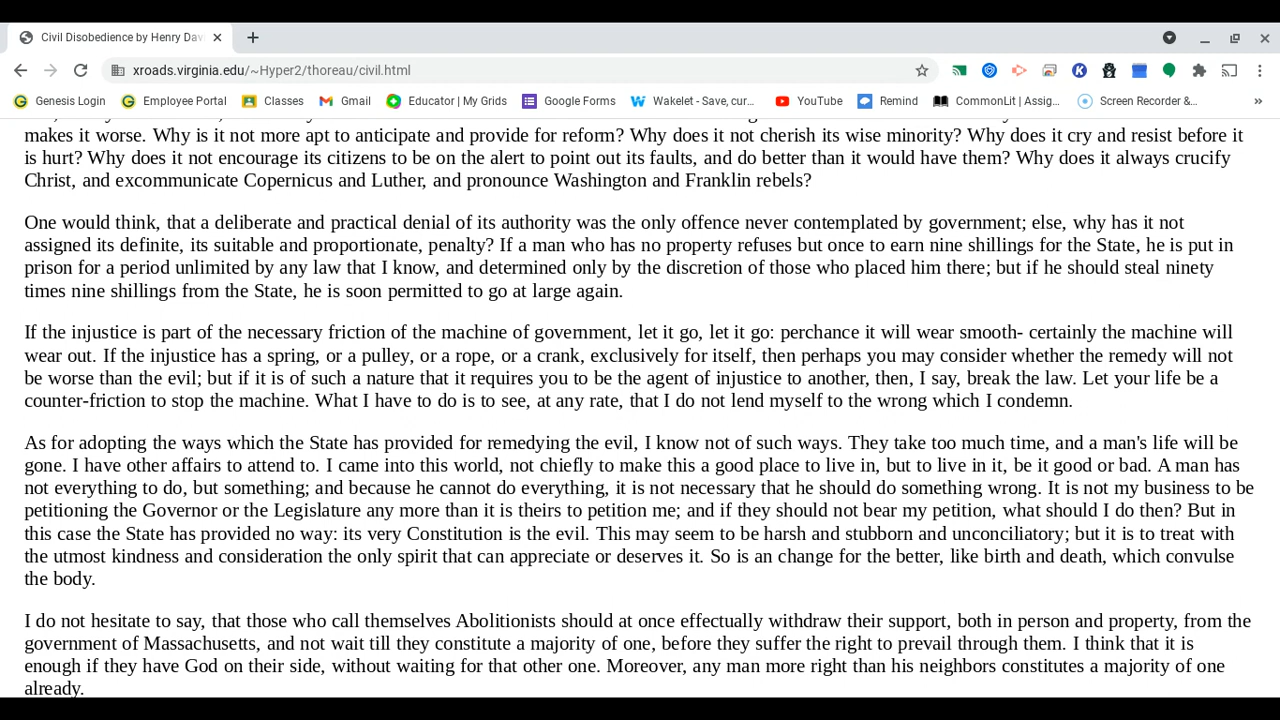 Civil Disobedience by Henry Dav
xroads.virginia.edu/~Hyper2/thoreau/civil.html
Genesis Login Employee Portal Classes Gmail Educator | My Grids Google Forms Wakelet - Save, cur... YouTube Remind CommonLit | Assig... Screen Recorder &... »
makes it worse. Why is it not more apt to anticipate and provide for reform? Why does it not cherish its wise minority? Why does it cry and resist before it
is hurt? Why does it not encourage its citizens to be on the alert to point out its faults, and do better than it would have them? Why does it always crucify
Christ, and excommunicate Copernicus and Luther, and pronounce Washington and Franklin rebels?
One would think, that a deliberate and practical denial of its authority was the only offence never contemplated by government; else, why has it not
assigned its definite, its suitable and proportionate, penalty? If a man who has no property refuses but once to earn nine shillings for the State, he is put in
prison for a period unlimited by any law that I know, and determined only by the discretion of those who placed him there; but if he should steal ninety
times nine shillings from the State, he is soon permitted to go at large again.
If the injustice is part of the necessary friction of the machine of government, let it go, let it go: perchance it will wear smooth- certainly the machine will
wear out. If the injustice has a spring, or a pulley, or a rope, or a crank, exclusively for itself, then perhaps you may consider whether the remedy will not
be worse than the evil; but if it is of such a nature that it requires you to be the agent of injustice to another, then, I say, break the law. Let your life be a
counter-friction to stop the machine. What I have to do is to see, at any rate, that I do not lend myself to the wrong which I condemn.
As for adopting the ways which the State has provided for remedying the evil, I know not of such ways. They take too much time, and a man's life will be
gone. I have other affairs to attend to. I came into this world, not chiefly to make this a good place to live in, but to live in it, be it good or bad. A man has
not everything to do, but something; and because he cannot do everything, it is not necessary that he should do something wrong. It is not my business to be
petitioning the Governor or the Legislature any more than it is theirs to petition me; and if they should not bear my petition, what should I do then? But in
this case the State has provided no way: its very Constitution is the evil. This may seem to be harsh and stubborn and unconciliatory; but it is to treat with
the utmost kindness and consideration the only spirit that can appreciate or deserves it. So is an change for the better, like birth and death, which convulse
the body.
I do not hesitate to say, that those who call themselves Abolitionists should at once effectually withdraw their support, both in person and property, from the
government of Massachusetts, and not wait till they constitute a majority of one, before they suffer the right to prevail through them. I think that it is
enough if they have God on their side, without waiting for that other one. Moreover, any man more right than his neighbors constitutes a majority of one
already.